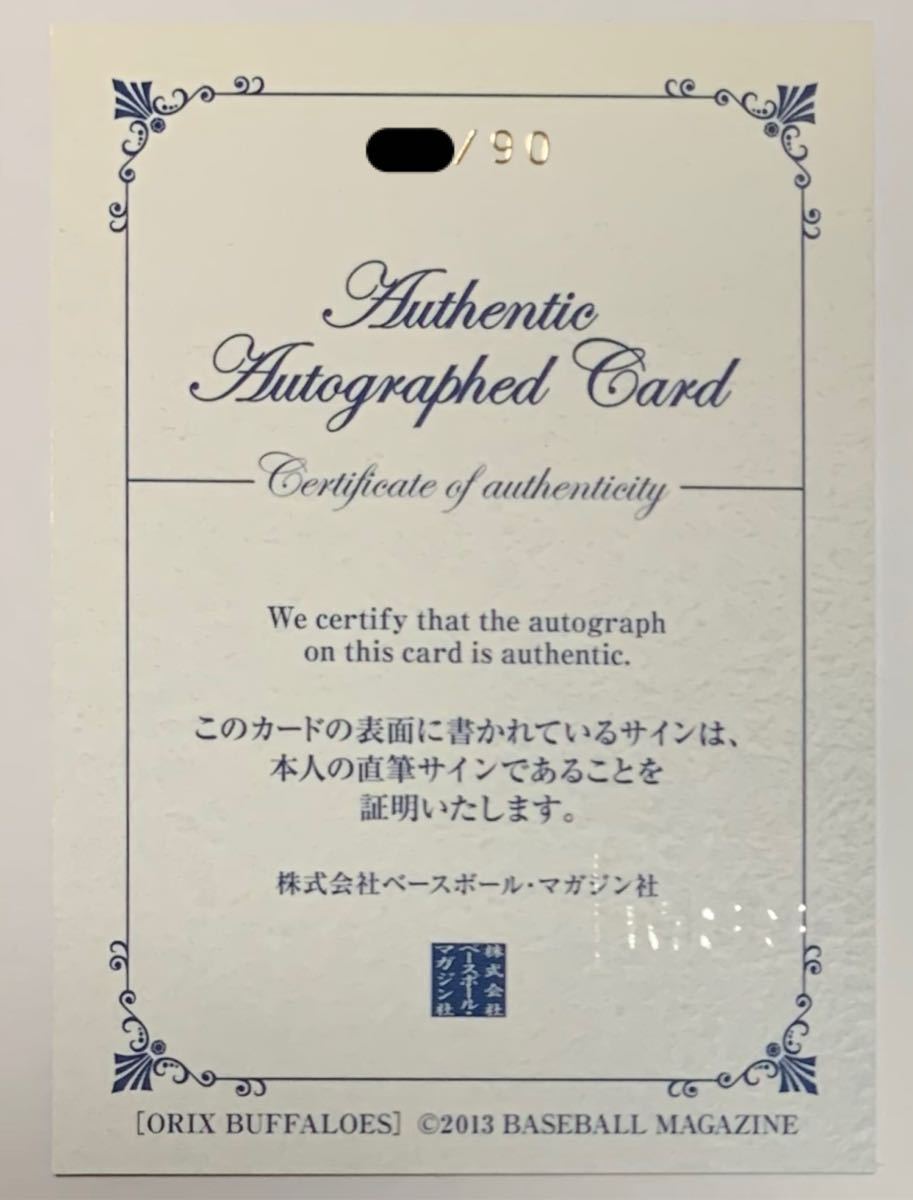 /90
Authentic
Autographed Card
Certificate of authenticity
We certify that the autograph
on this card is authentic.
このカードの表面に書かれているサインは、
本人の直筆サインであることを
証明いたします。
株式会社ベースボール・マガジン社
株式会社
ベースボール・
マガジン社
[ORIX BUFFALOES] ©2013 BASEBALL MAGAZINE